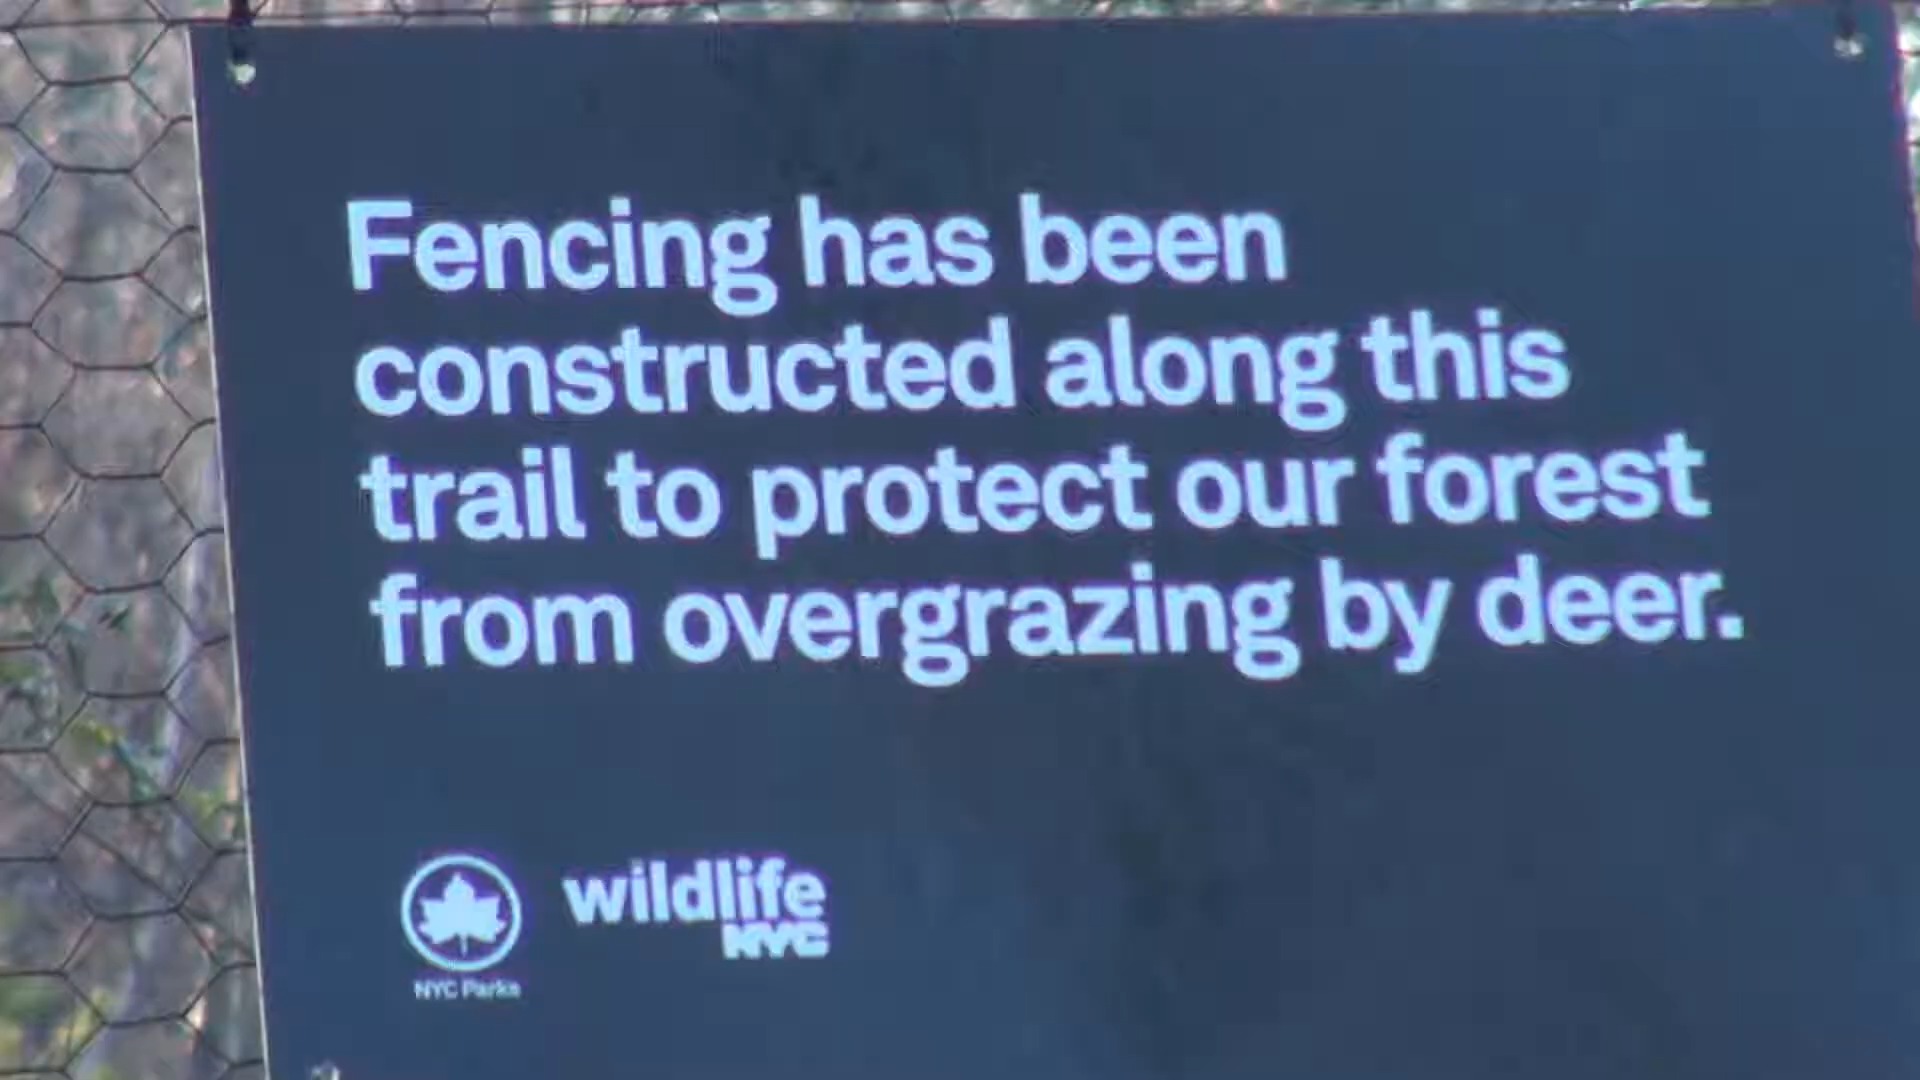 Fencing has been
constructed along this
trail to protect our forest
from overgrazing by deer.
wildlife
NYC
NYC Parks